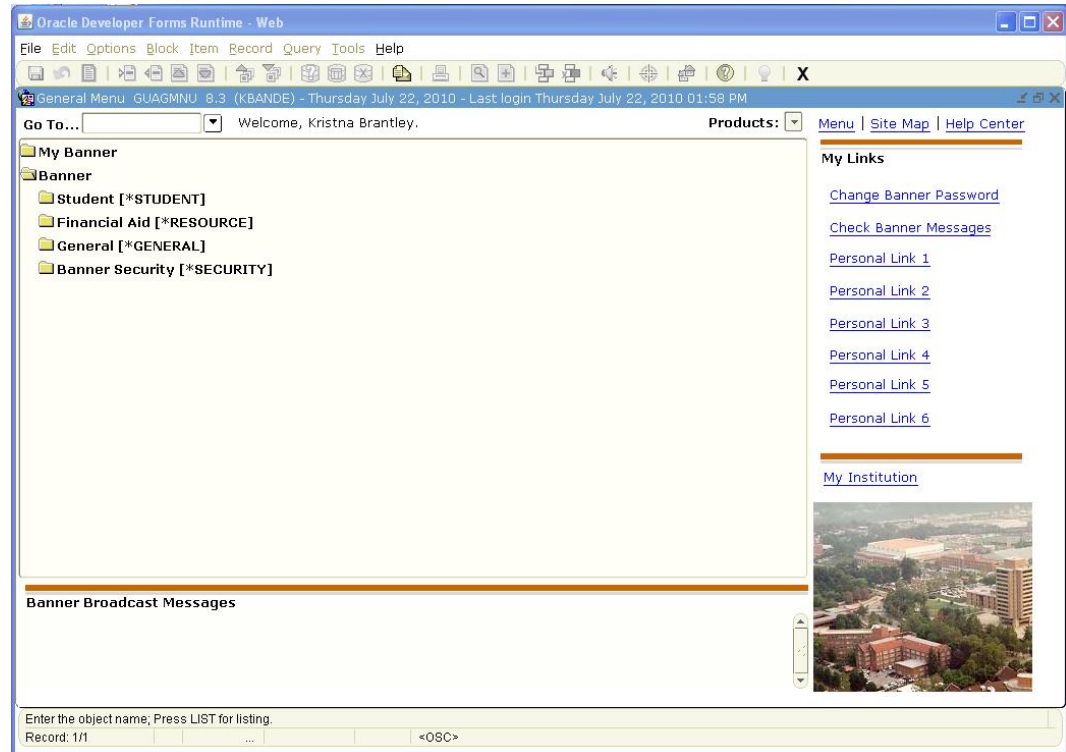 Oracle Developer Forms Runtime - Web
File Edit Options Block Item Record Query Tools Help
X
General Menu GUAGMNU 8.3 (KBANDE) - Thursday July 22, 2010 - Last login Thursday July 22, 2010 01:58 PM
Go To... Welcome, Kristna Brantley. Products: Menu | Site Map | Help Center
My Banner
Banner
Student [*STUDENT]
Financial Aid [*RESOURCE]
General [*GENERAL]
Banner Security [*SECURITY]
My Links
Change Banner Password
Check Banner Messages
Personal Link 1
Personal Link 2
Personal Link 3
Personal Link 4
Personal Link 5
Personal Link 6
My Institution
Banner Broadcast Messages
Enter the object name; Press LIST for listing.
Record: 1/1 ... <OSC>